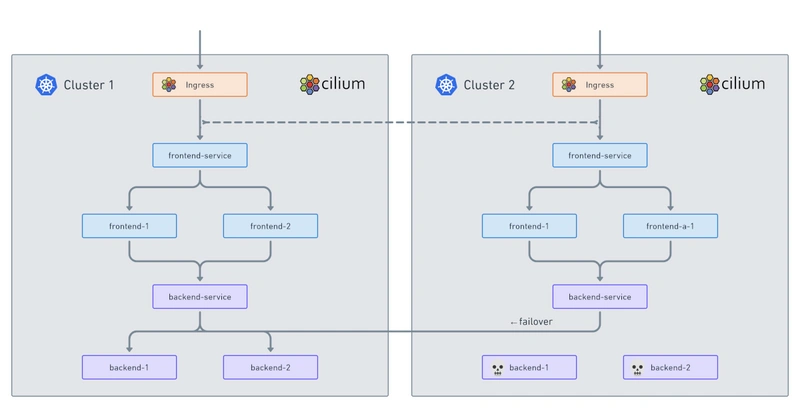 Cluster 1
Ingress
cilium
frontend-service
frontend-1
frontend-2
backend-service
backend-1
backend-2
Cluster 2
Ingress
cilium
frontend-service
frontend-1
frontend-a-1
backend-service
←failover
backend-1
backend-2